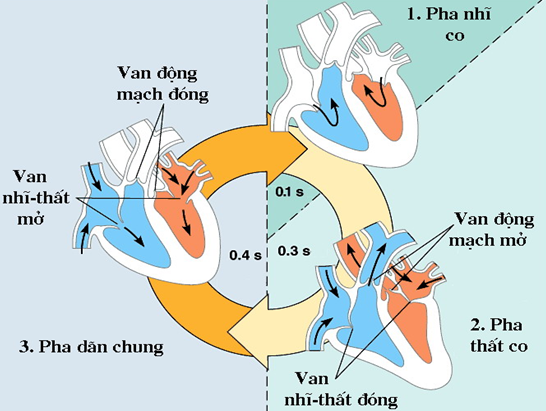 1. Pha nhĩ
co
Van động
mạch đóng
Van
nhĩ-thất
mở
0.1 s
0.4 s
0.3 s
Van động
mạch mở
3. Pha dãn chung
2. Pha
thất co
Van
nhĩ-thất đóng